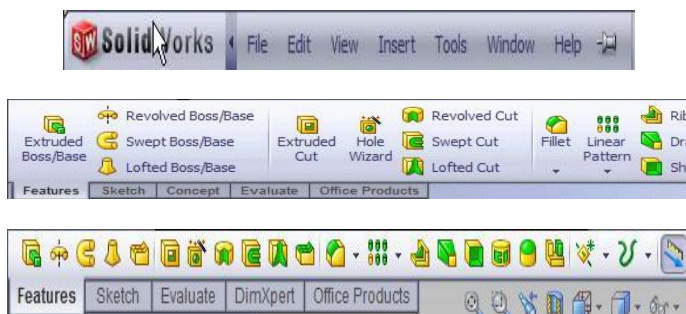 SolidWorks File Edit View Insert Tools Window Help
Extruded Boss/Base
Revolved Boss/Base
Swept Boss/Base
Lofted Boss/Base
Extruded Cut
Hole Wizard
Revolved Cut
Swept Cut
Lofted Cut
Fillet
Linear Pattern
Features Sketch Concept Evaluate Office Products
Features Sketch Evaluate DimXpert Office Products